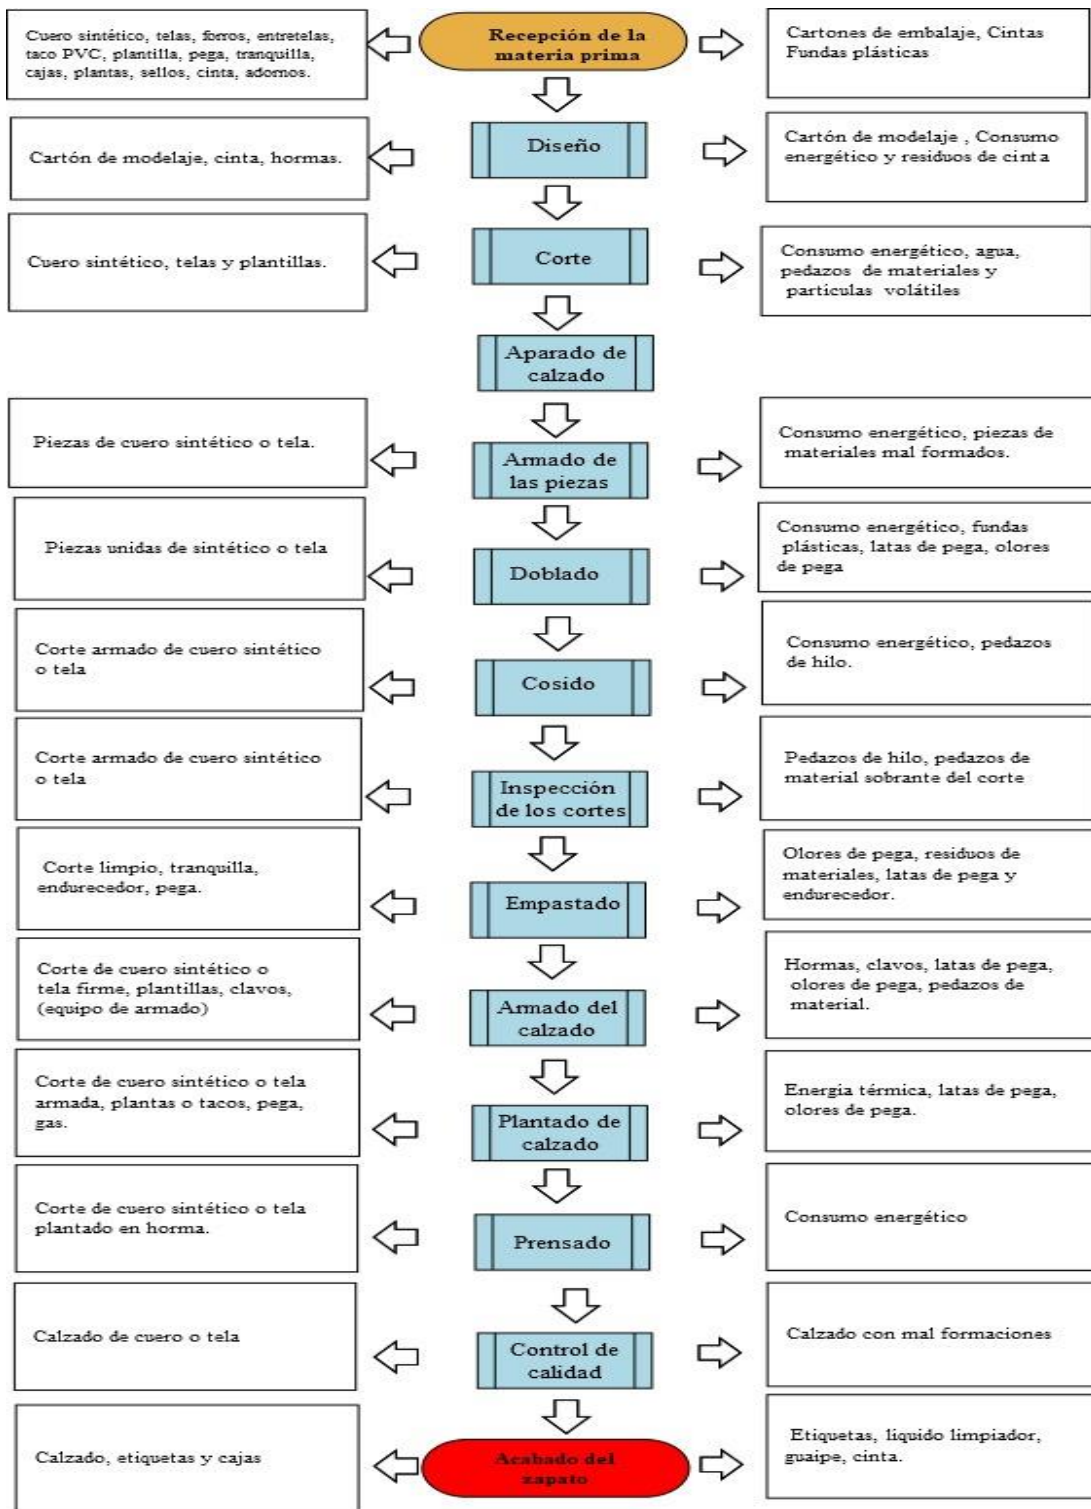 Cuero sintético, telas, forros, entretelas,
taco PVC, plantilla, pega, tranquilla,
cajas, plantas, sellos, cinta, adornos.
Recepción de la
materia prima
Cartones de embalaje, Cintas
Fundas plásticas
Cartón de modelaje, cinta, hormas.
Diseño
Cartón de modelaje , Consumo
energético y residuos de cinta
Cuero sintético, telas y plantillas.
Corte
Consumo energético, agua,
pedazos de materiales y
particulas volátiles
Aparado de
calzado
Piezas de cuero sintético o tela.
Armado de
las piezas
Consumo energético, piezas de
materiales mal formados.
Piezas unidas de sintético o tela
Doblado
Consumo energético, fundas
plásticas, latas de pega, olores
de pega
Corte armado de cuero sintético
o tela
Cosido
Consumo energético, pedazos
de hilo.
Corte armado de cuero sintético
o tela
Inspección
de los cortes
Pedazos de hilo, pedazos de
material sobrante del corte
Corte limpio, tranquilla,
endurecedor, pega.
Empastado
Olores de pega, residuos de
materiales, latas de pega y
endurecedor.
Corte de cuero sintético o
tela firme, plantillas, clavos,
(equipo de armado)
Armado del
calzado
Hormas, clavos, latas de pega,
olores de pega, pedazos de
material.
Corte de cuero sintético o tela
armada, plantas o tacos, pega,
gas.
Plantado de
calzado
Energia térmica, latas de pega,
olores de pega.
Corte de cuero sintético o tela
plantado en horma.
Prensado
Consumo energético
Calzado de cuero o tela
Control de
calidad
Calzado con mal formaciones
Calzado, etiquetas y cajas
Acabado del
zapato
Etiquetas, liquido limpiador,
guaipe, cinta.